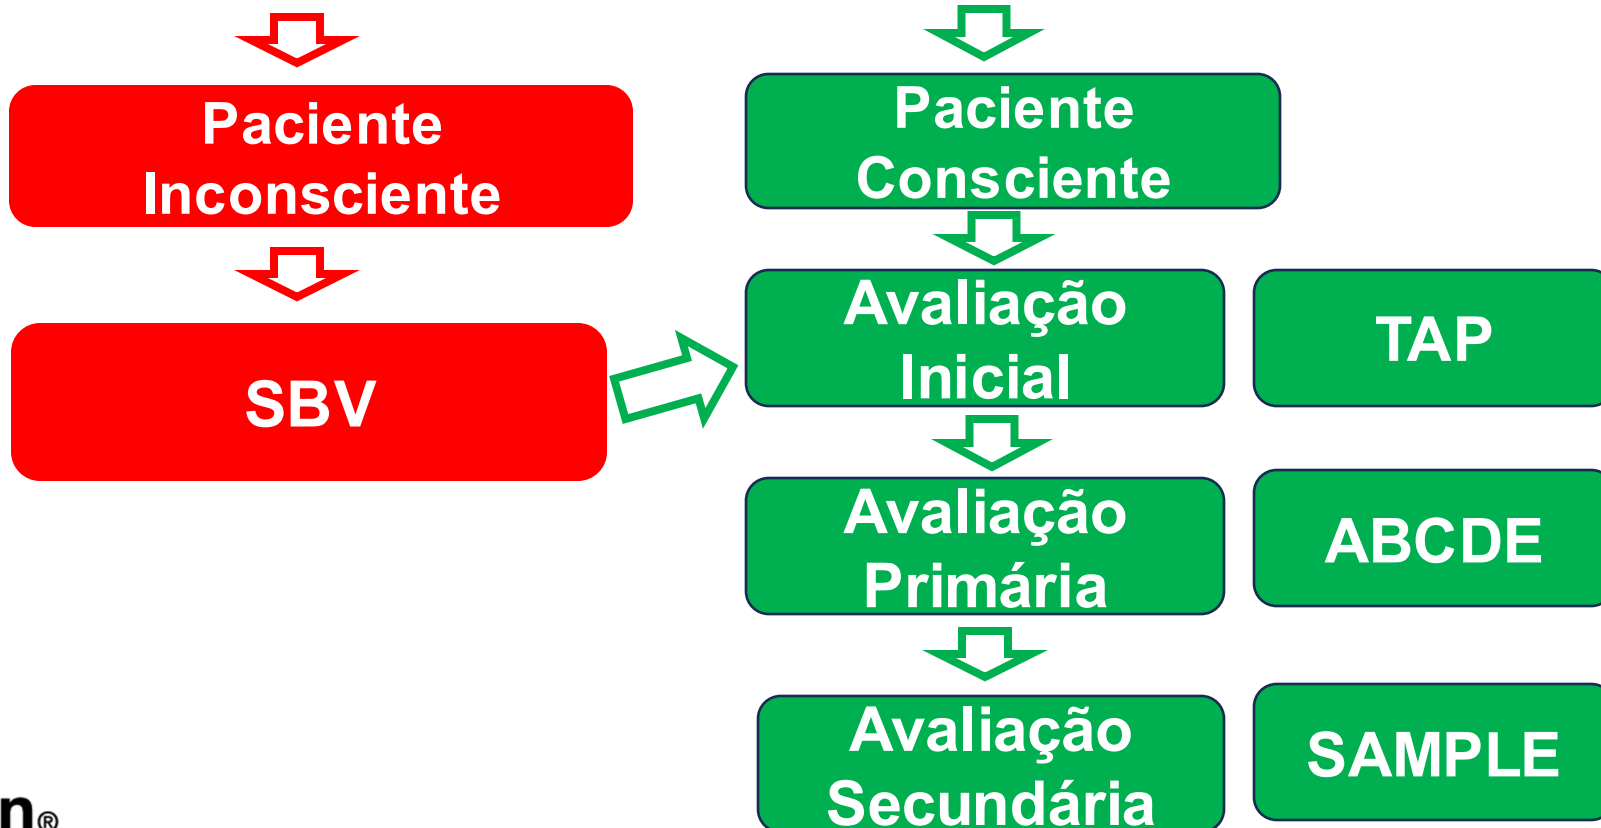 Paciente
Inconsciente
SBV
Paciente
Consciente
Avaliação
Inicial
TAP
Avaliação
Primária
ABCDE
Avaliação
Secundária
SAMPLE
n®